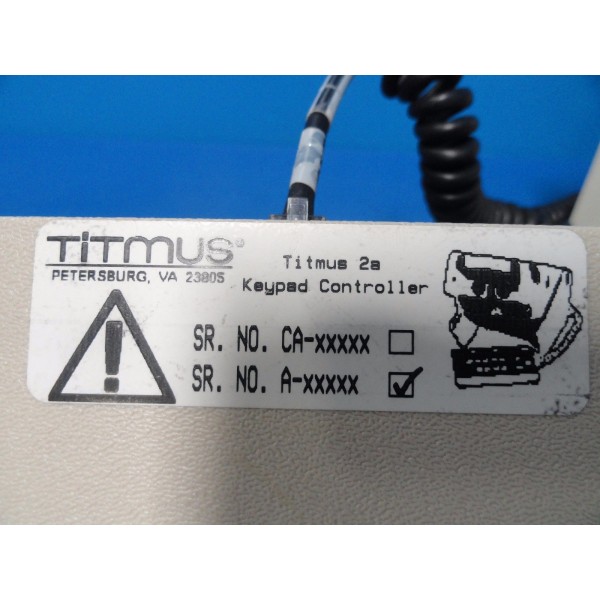 TiTMUS®
PETERSBURG, VA 23805
Titmus 2a
Keypad Controller
SR. NO. CA-xxxxx
SR. NO. A-xxxxx